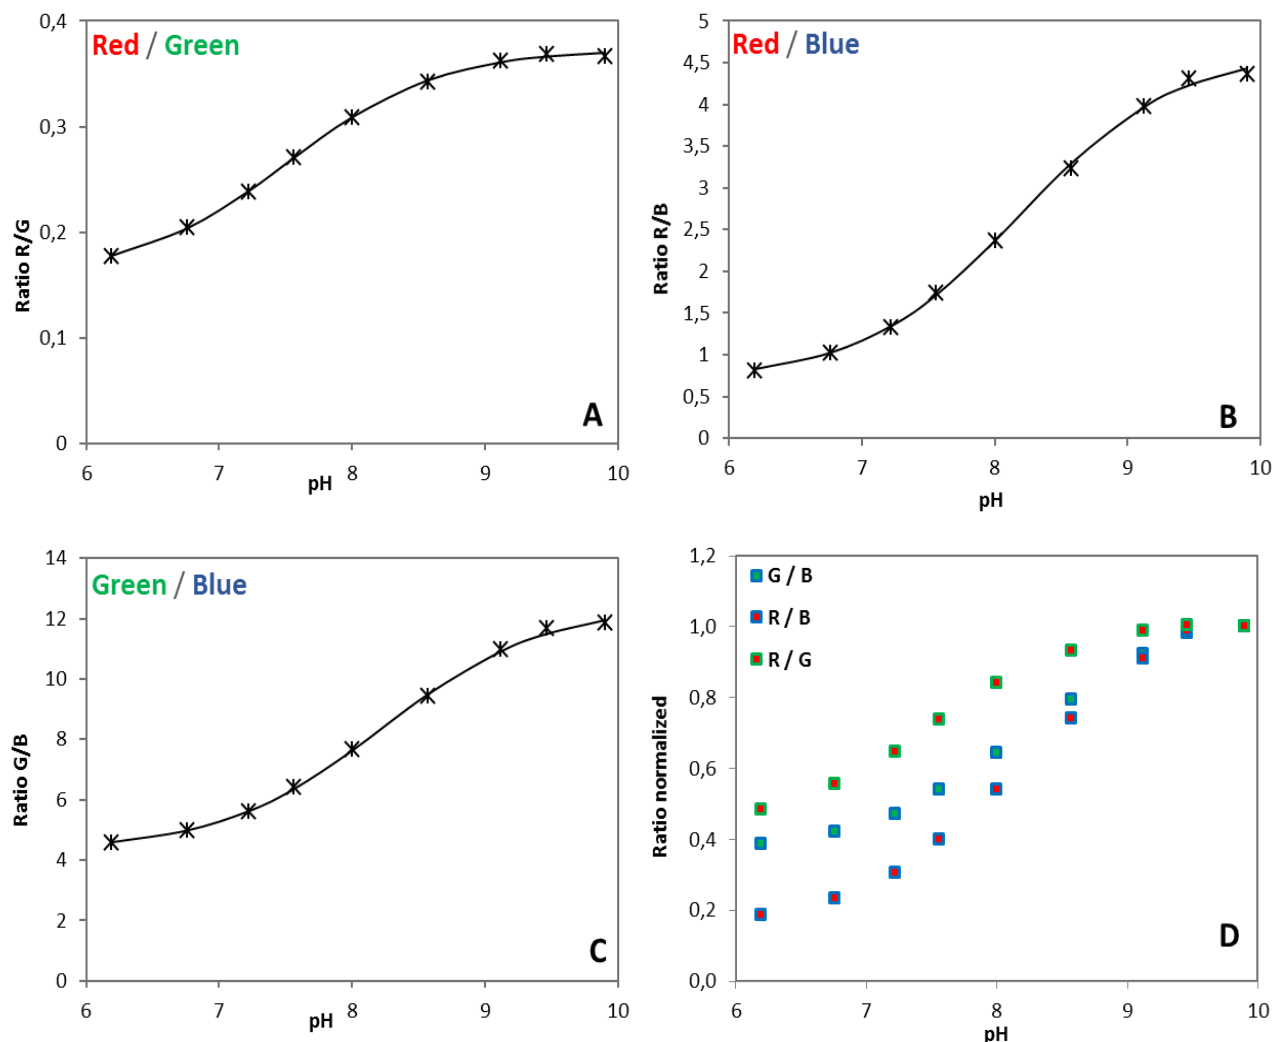 Red / Green
0,4
0,3
0,2
0,1
0
Ratio R/G
6 7 8 9 10
pH
A
Red / Blue
5
4,5
4
3,5
3
2,5
2
1,5
1
0,5
0
Ratio R/B
6 7 8 9 10
pH
B
Green / Blue
14
12
10
8
6
4
2
0
Ratio G/B
6 7 8 9 10
pH
C
G / B
R / B
R / G
1,2
1,0
0,8
0,6
0,4
0,2
0,0
Ratio normalized
6 7 8 9 10
pH
D